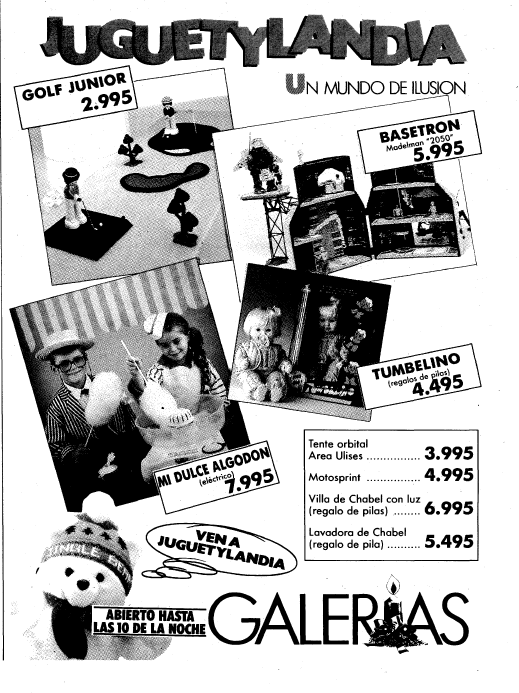 JUGUETYLANDIA
UN MUNDO DE ILUSION
GOLF JUNIOR
2.995
BASETRON
Madelman "2050"
5.995
TUMBELINO
(regalos de pilas)
4.495
MI DULCE ALGODON
(eléctrico)
7.995
Tente orbital
Area Ulises ................ 3.995
Motosprint ................ 4.995
Villa de Chabel con luz
(regalo de pilas) ........ 6.995
Lavadora de Chabel
(regalo de pila) .......... 5.495
VEN A
JUGUETYLANDIA
JINGLE
ABIERTO HASTA
LAS 10 DE LA NOCHE
GALERIAS